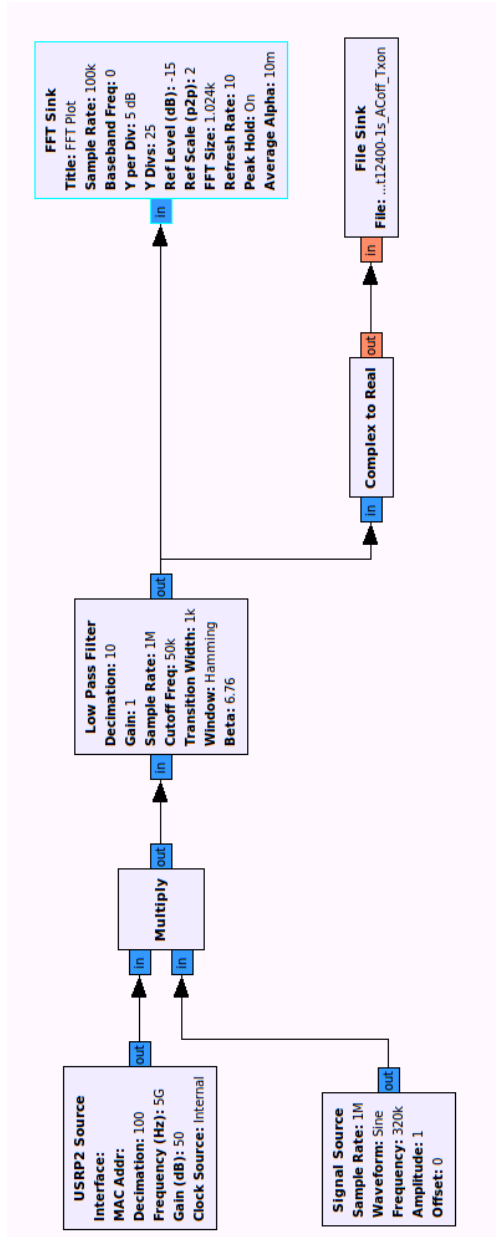 USRP2 Source
Interface:
MAC Addr:
Decimation: 100
Frequency (Hz): 5G
Gain (dB): 50
Clock Source: Internal
out
Signal Source
Sample Rate: 1M
Waveform: Sine
Frequency: 320k
Amplitude: 1
Offset: 0
out
in
in
Multiply
out
in
Low Pass Filter
Decimation: 10
Gain: 1
Sample Rate: 1M
Cutoff Freq: 50k
Transition Width: 1k
Window: Hamming
Beta: 6.76
out
in
FFT Sink
Title: FFT Plot
Sample Rate: 100k
Baseband Freq: 0
Y per Div: 5 dB
Y Divs: 25
Ref Level (dB): -15
Ref Scale (p2p): 2
FFT Size: 1.024k
Refresh Rate: 10
Peak Hold: On
Average Alpha: 10m
in
Complex to Real
out
in
File Sink
File: ...t12400-1s_ACoff_Txon